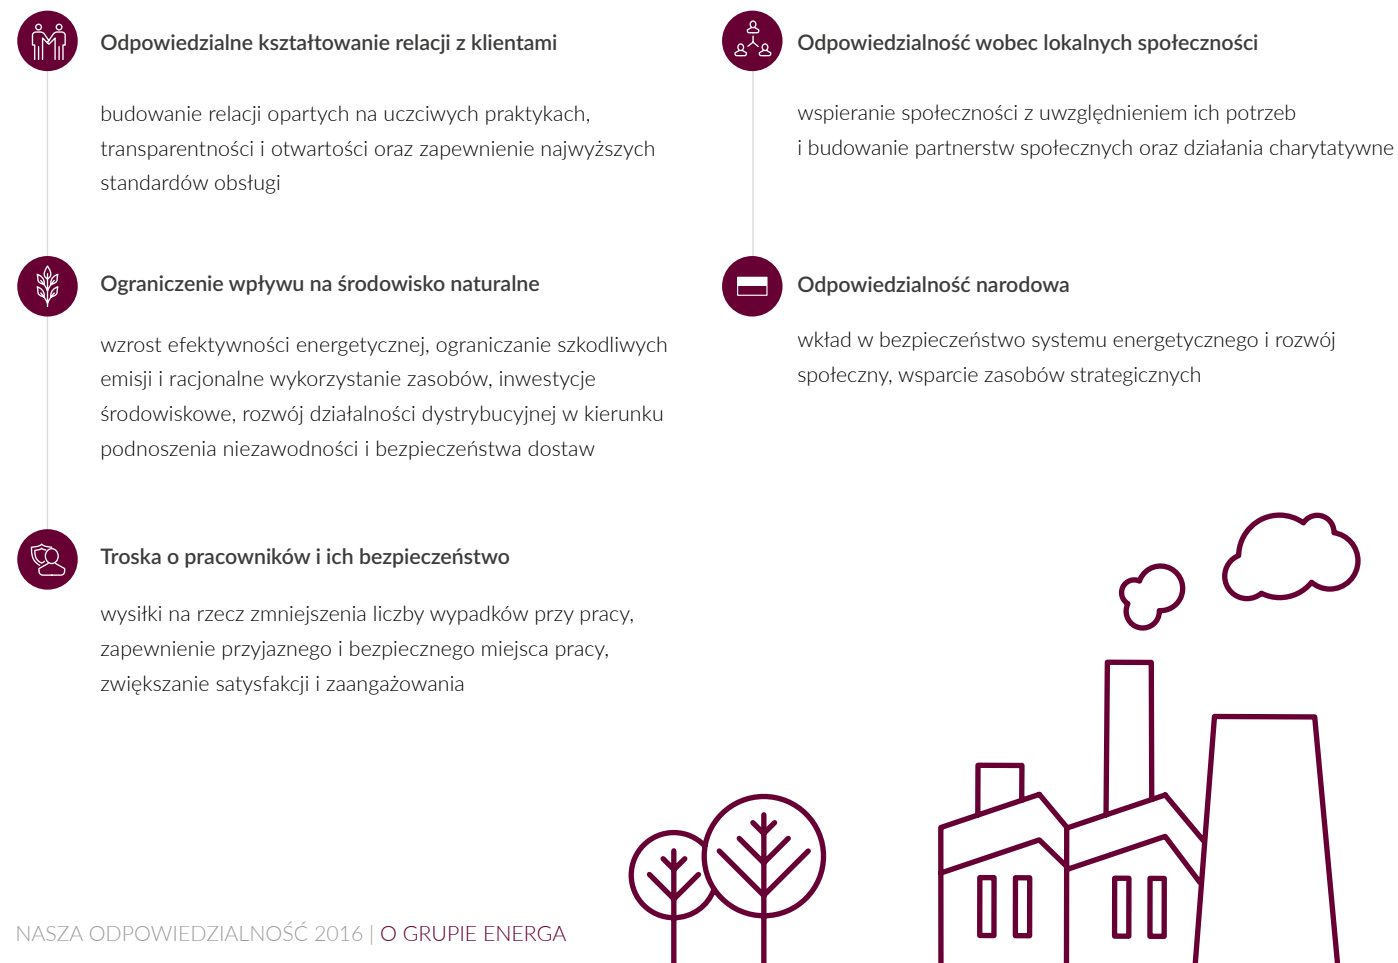 Odpowiedzialne kształtowanie relacji z klientami
budowanie relacji opartych na uczciwych praktykach,
transparentności i otwartości oraz zapewnienie najwyższych
standardów obsługi
Ograniczenie wpływu na środowisko naturalne
wzrost efektywności energetycznej, ograniczanie szkodliwych
emisji i racjonalne wykorzystanie zasobów, inwestycje
środowiskowe, rozwój działalności dystrybucyjnej w kierunku
podnoszenia niezawodności i bezpieczeństwa dostaw
Troska o pracowników i ich bezpieczeństwo
wysiłki na rzecz zmniejszenia liczby wypadków przy pracy,
zapewnienie przyjaznego i bezpiecznego miejsca pracy,
zwiększanie satysfakcji i zaangażowania
Odpowiedzialność wobec lokalnych społeczności
wspieranie społeczności z uwzględnieniem ich potrzeb
i budowanie partnerstw społecznych oraz działania charytatywne
Odpowiedzialność narodowa
wkład w bezpieczeństwo systemu energetycznego i rozwój
społeczny, wsparcie zasobów strategicznych
NASZA ODPOWIEDZIALNOŚĆ 2016 | O GRUPIE ENERGA